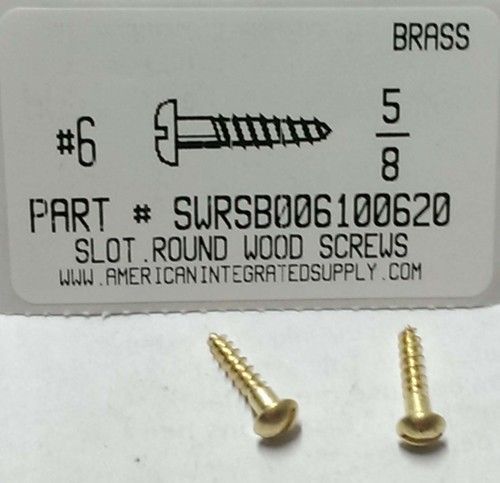 BRASS
#6 5/8
PART # SWRSB006100620
SLOT.ROUND WOOD SCREWS
WWW.AMERICANINTEGRATEDSUPPLY.COM